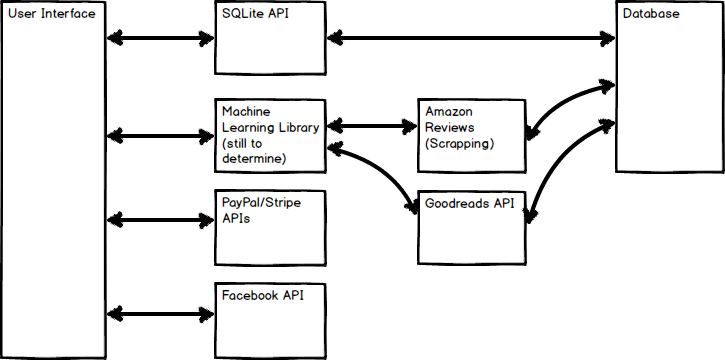 User Interface
SQLite API
Database
Machine
Learning Library
(still to
determine)
Amazon
Reviews
(Scrapping)
PayPal/Stripe
APIs
Goodreads API
Facebook API